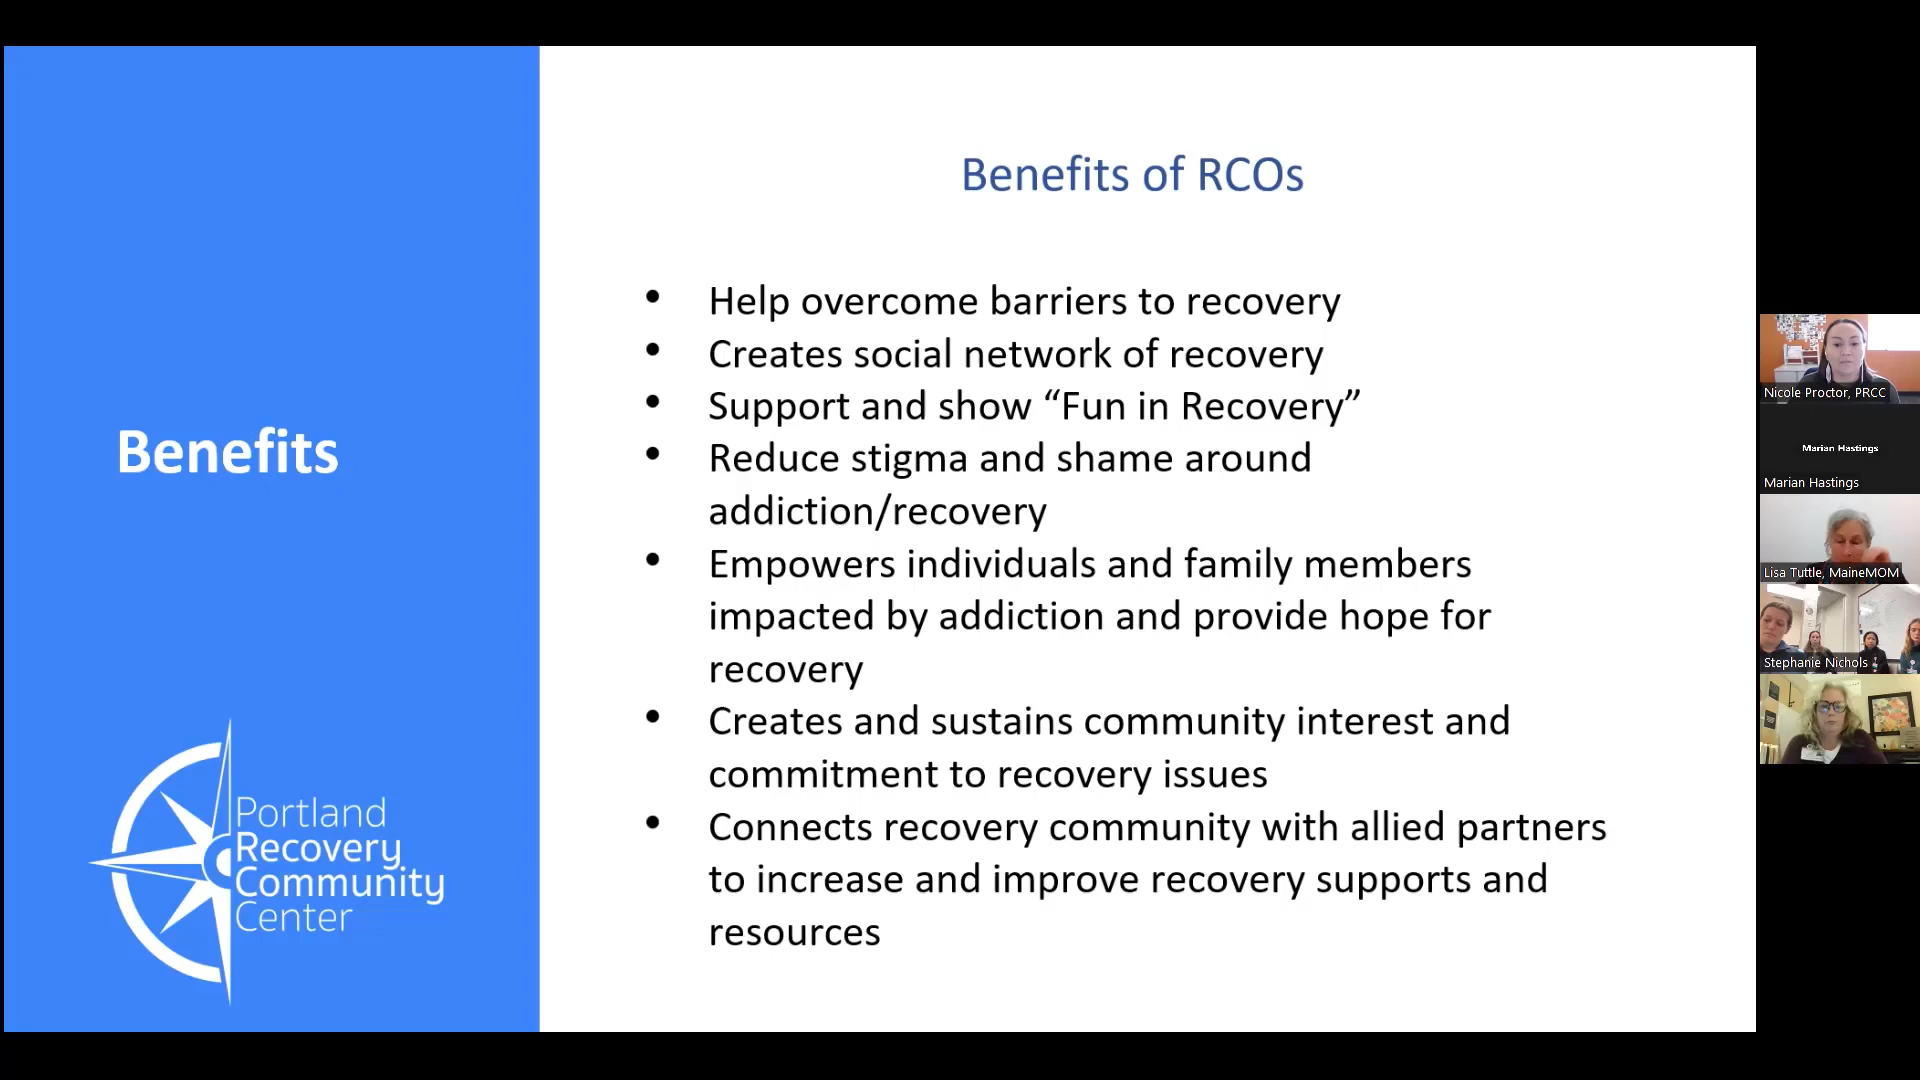 Benefits
Portland
Recovery
Community
Center
Benefits of RCOs
• Help overcome barriers to recovery
• Creates social network of recovery
• Support and show “Fun in Recovery”
• Reduce stigma and shame around
addiction/recovery
• Empowers individuals and family members
impacted by addiction and provide hope for
recovery
• Creates and sustains community interest and
commitment to recovery issues
• Connects recovery community with allied partners
to increase and improve recovery supports and
resources
Nicole Proctor, PRCC
Marian Hastings
Marian Hastings
Lisa Tuttle, MaineMOM
Stephanie Nichols